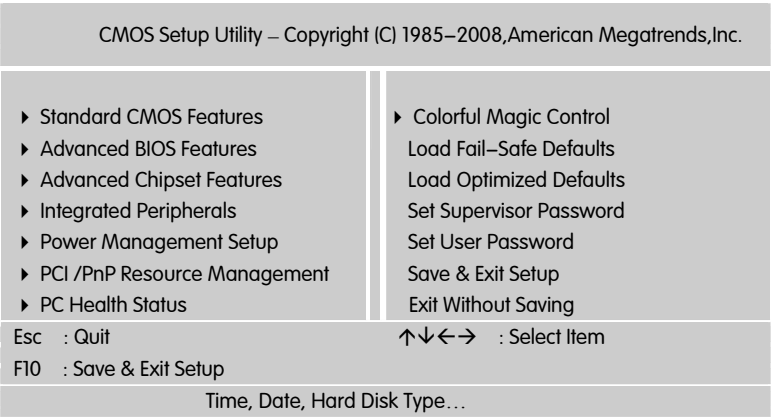 CMOS Setup Utility – Copyright (C) 1985–2008,American Megatrends,Inc.
Standard CMOS Features
Advanced BIOS Features
Advanced Chipset Features
Integrated Peripherals
Power Management Setup
PCI /PnP Resource Management
PC Health Status
Colorful Magic Control
Load Fail–Safe Defaults
Load Optimized Defaults
Set Supervisor Password
Set User Password
Save & Exit Setup
Exit Without Saving
Esc : Quit
↑↓←→ : Select Item
F10 : Save & Exit Setup
Time, Date, Hard Disk Type…